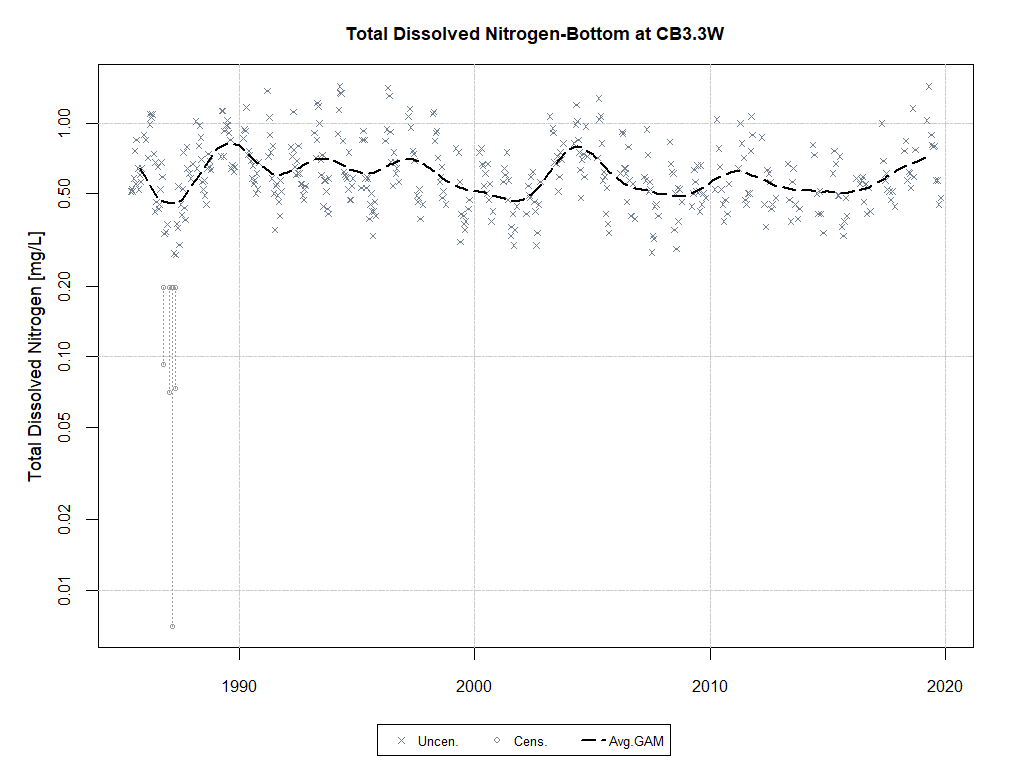 Total Dissolved Nitrogen-Bottom at CB3.3W
Total Dissolved Nitrogen [mg/L]
1.00
0.50
0.20
0.10
0.05
0.02
0.01
1990 2000 2010 2020
Uncen. Cens. Avg.GAM